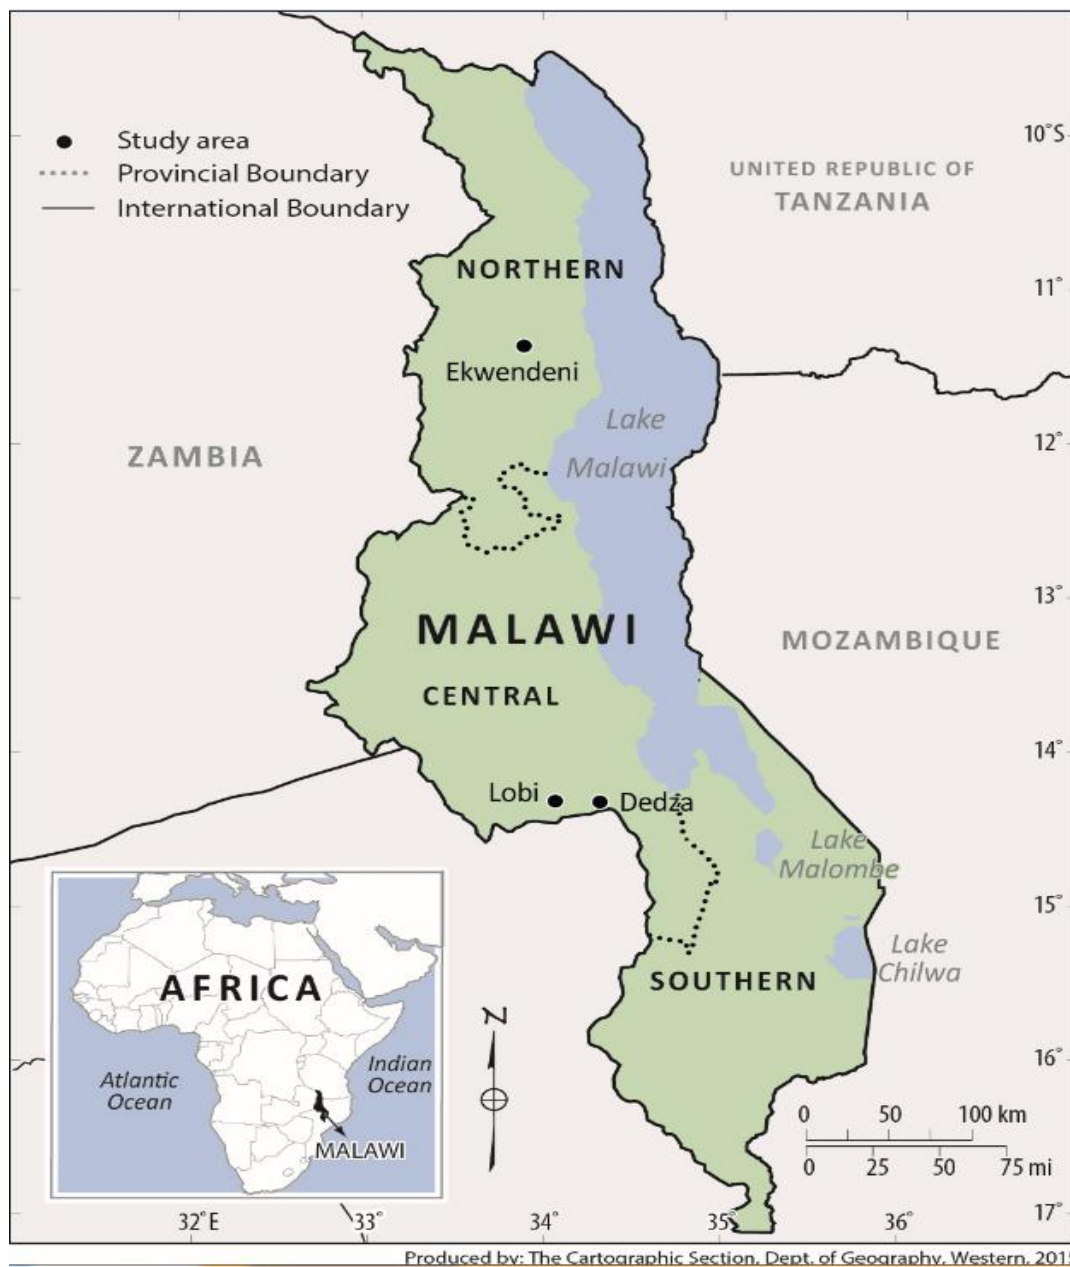 Study area
Provincial Boundary
International Boundary
10°S
UNITED REPUBLIC OF
TANZANIA
NORTHERN
11°
Ekwendeni
Lake
Malawi
12°
ZAMBIA
13°
MALAWI
MOZAMBIQUE
CENTRAL
14°
Lobi
Dedza
Lake
Malombe
15°
Lake
Chilwa
SOUTHERN
AFRICA
Atlantic
Ocean
Indian
Ocean
MALAWI
N
16°
0 50 100 km
0 25 50 75 mi
17°
32°E 33° 34° 35° 36°
Produced by: The Cartographic Section, Dept. of Geography, Western, 2015